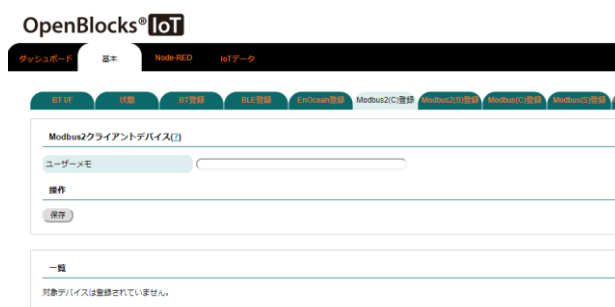 OpenBlocks® IoT
ダッシュボード 基本 Node-RED IoTデータ
BT I/F 状態 BT登録 BLE登録 EnOcean登録 Modbus2(C)登録 Modbus2(S)登録 Modbus(C)登録 Modbus(S)登録
Modbus2クライアントデバイス(?)
ユーザーメモ
操作
保存
一覧
対象デバイスは登録されていません。